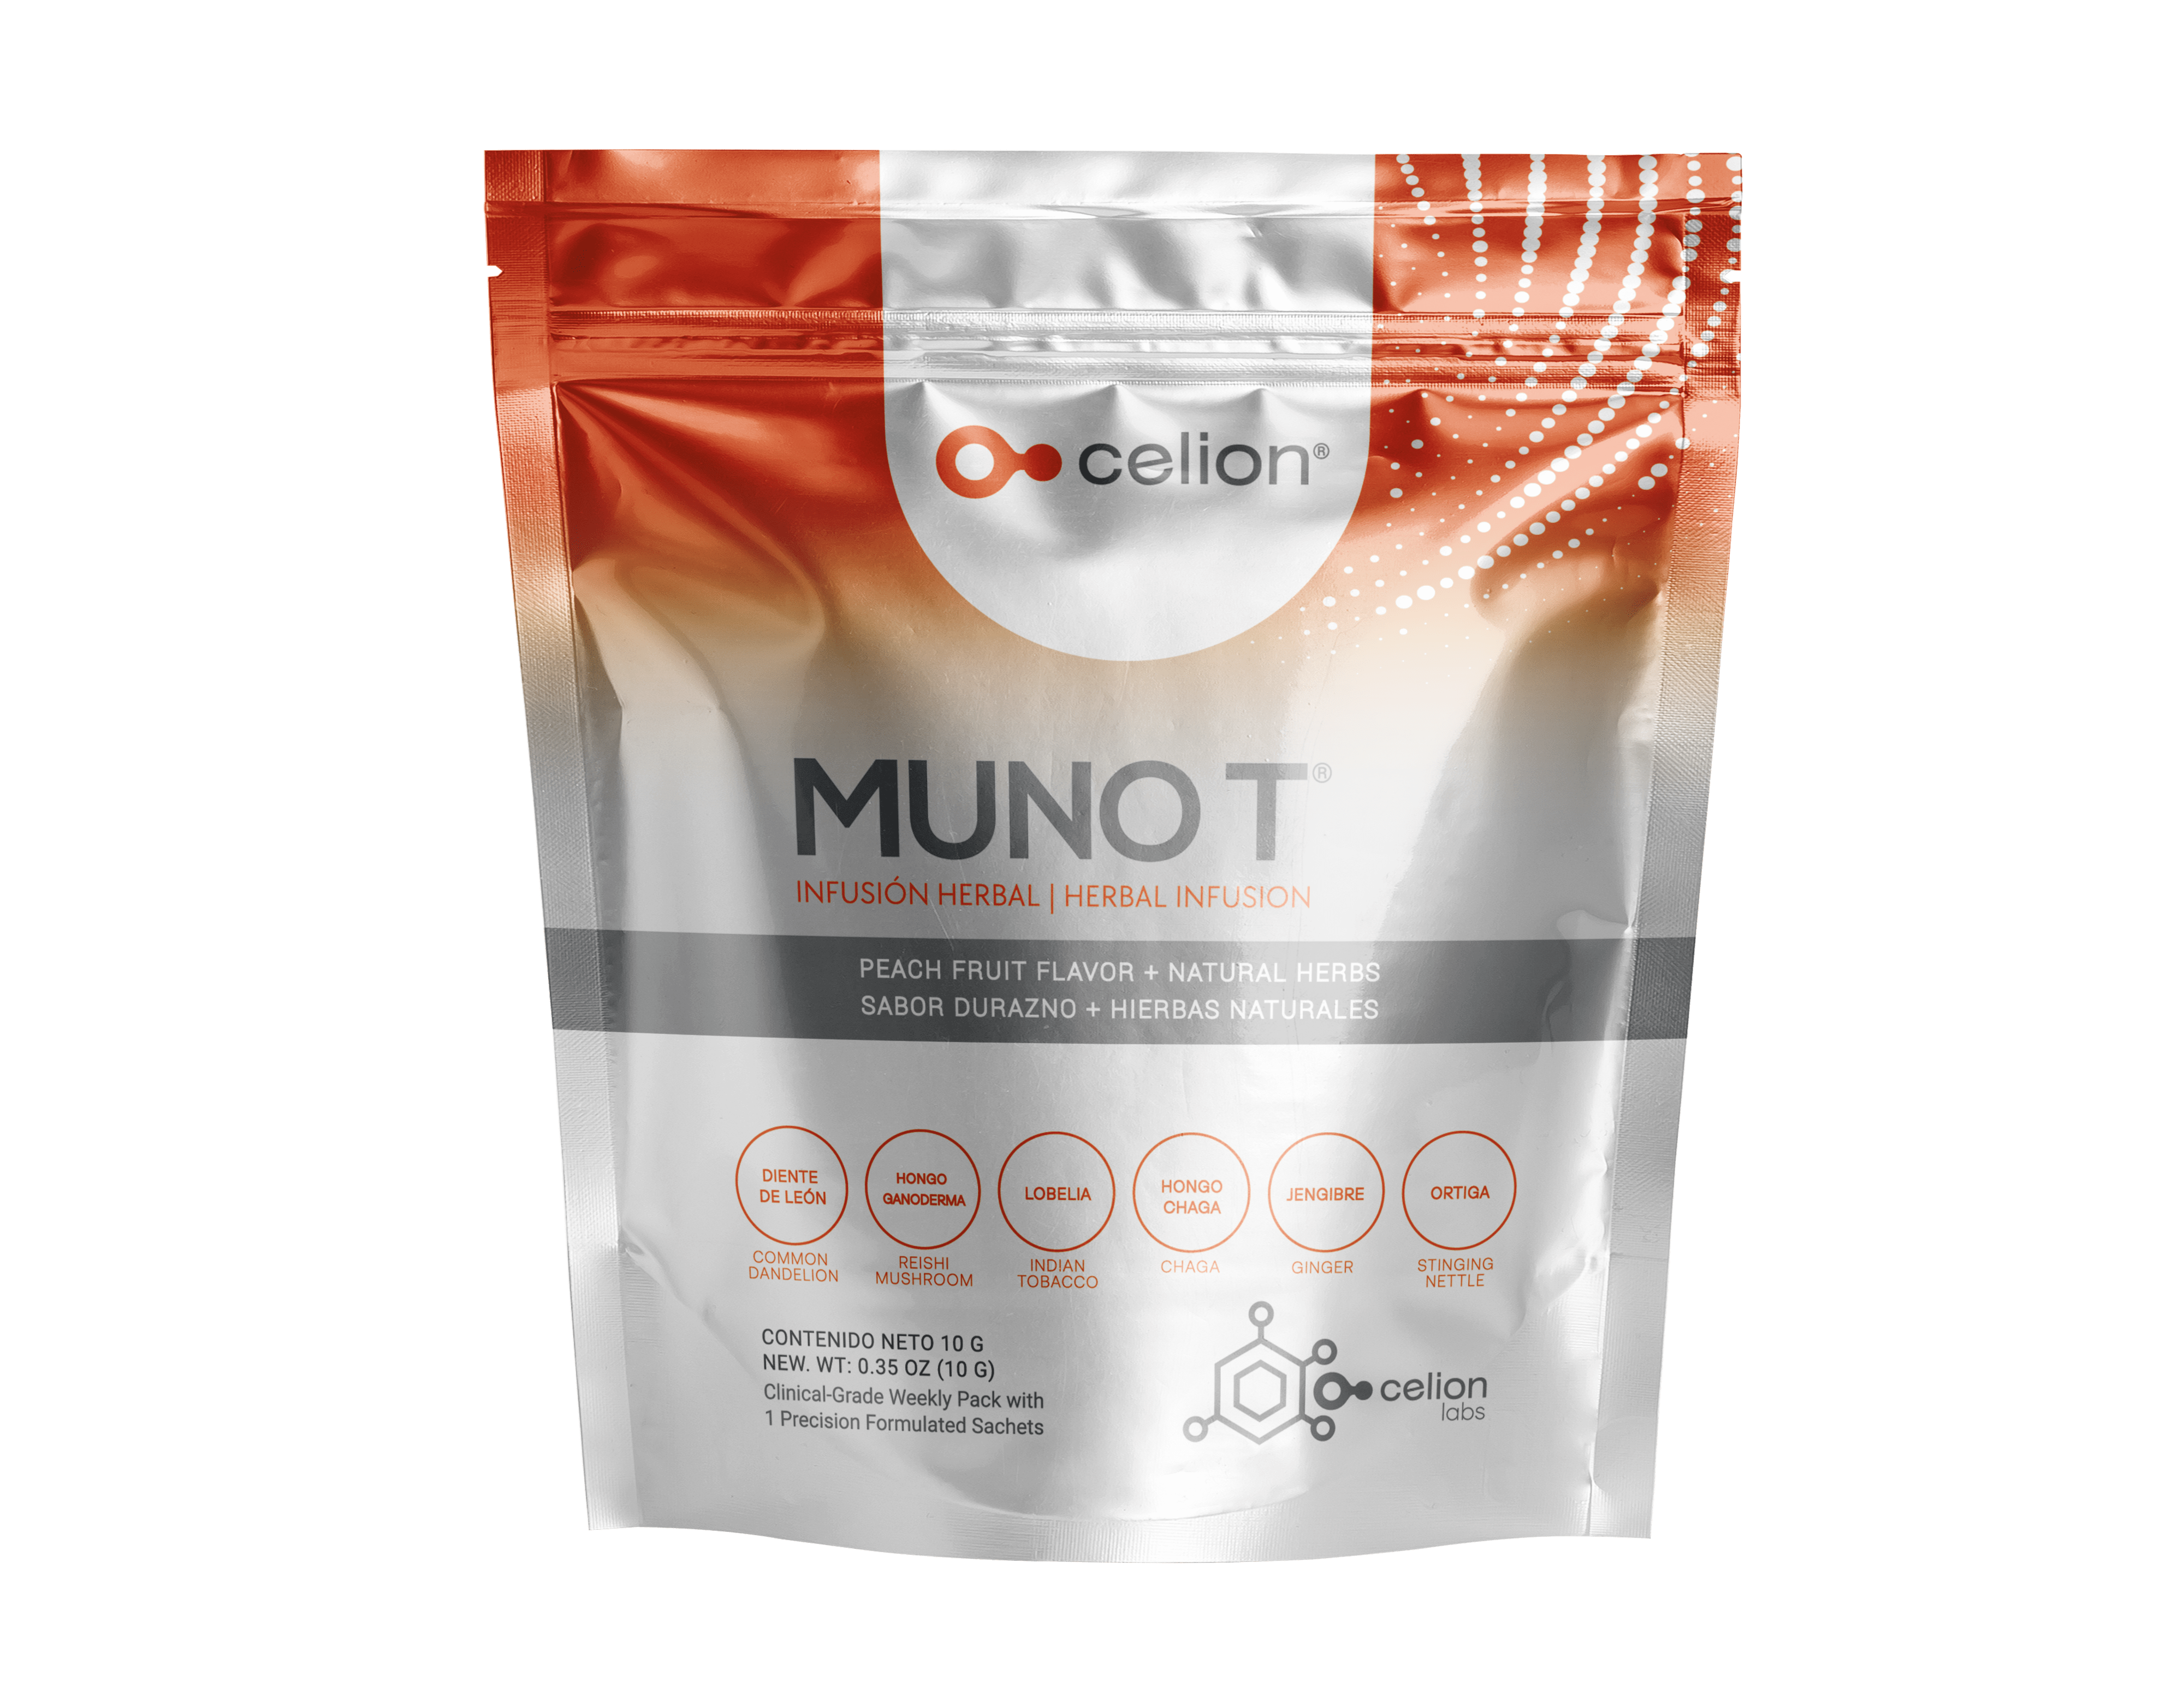 celion®
MUNO T®
INFUSIÓN HERBAL | HERBAL INFUSION
PEACH FRUIT FLAVOR + NATURAL HERBS
SABOR DURAZNO + HIERBAS NATURALES
DIENTE
DE LEÓN
COMMON
DANDELION
HONGO
GANODERMA
REISHI
MUSHROOM
LOBELIA
INDIAN
TOBACCO
HONGO
CHAGA
CHAGA
JENGIBRE
GINGER
ORTIGA
STINGING
NETTLE
CONTENIDO NETO 10 G
NEW. WT: 0.35 OZ (10 G)
Clinical-Grade Weekly Pack with
1 Precision Formulated Sachets
celion
labs